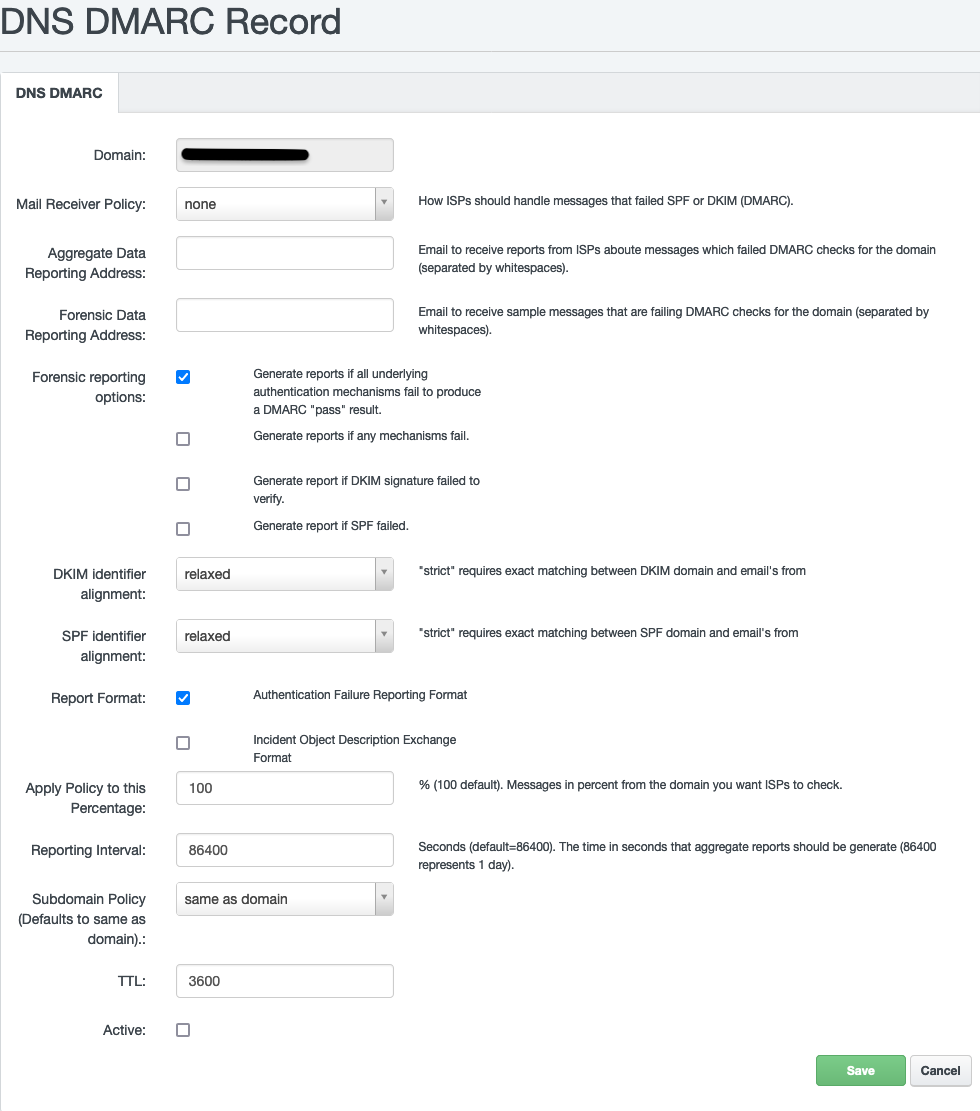 DNS DMARC Record
DNS DMARC
Domain:
Mail Receiver Policy:
none
How ISPs should handle messages that failed SPF or DKIM (DMARC).
Aggregate Data
Reporting Address:
Email to receive reports from ISPs aboute messages which failed DMARC checks for the domain
(separated by whitespaces).
Forensic Data
Reporting Address:
Email to receive sample messages that are failing DMARC checks for the domain (separated by
whitespaces).
Forensic reporting
options:
Generate reports if all underlying
authentication mechanisms fail to produce
a DMARC "pass" result.
Generate reports if any mechanisms fail.
Generate report if DKIM signature failed to
verify.
Generate report if SPF failed.
DKIM identifier
alignment:
relaxed
"strict" requires exact matching between DKIM domain and email's from
SPF identifier
alignment:
relaxed
"strict" requires exact matching between SPF domain and email's from
Report Format:
Authentication Failure Reporting Format
Incident Object Description Exchange
Format
Apply Policy to this
Percentage:
100
% (100 default). Messages in percent from the domain you want ISPs to check.
Reporting Interval:
86400
Seconds (default=86400). The time in seconds that aggregate reports should be generate (86400
represents 1 day).
Subdomain Policy
(Defaults to same as
domain).:
same as domain
TTL:
3600
Active:
Save
Cancel